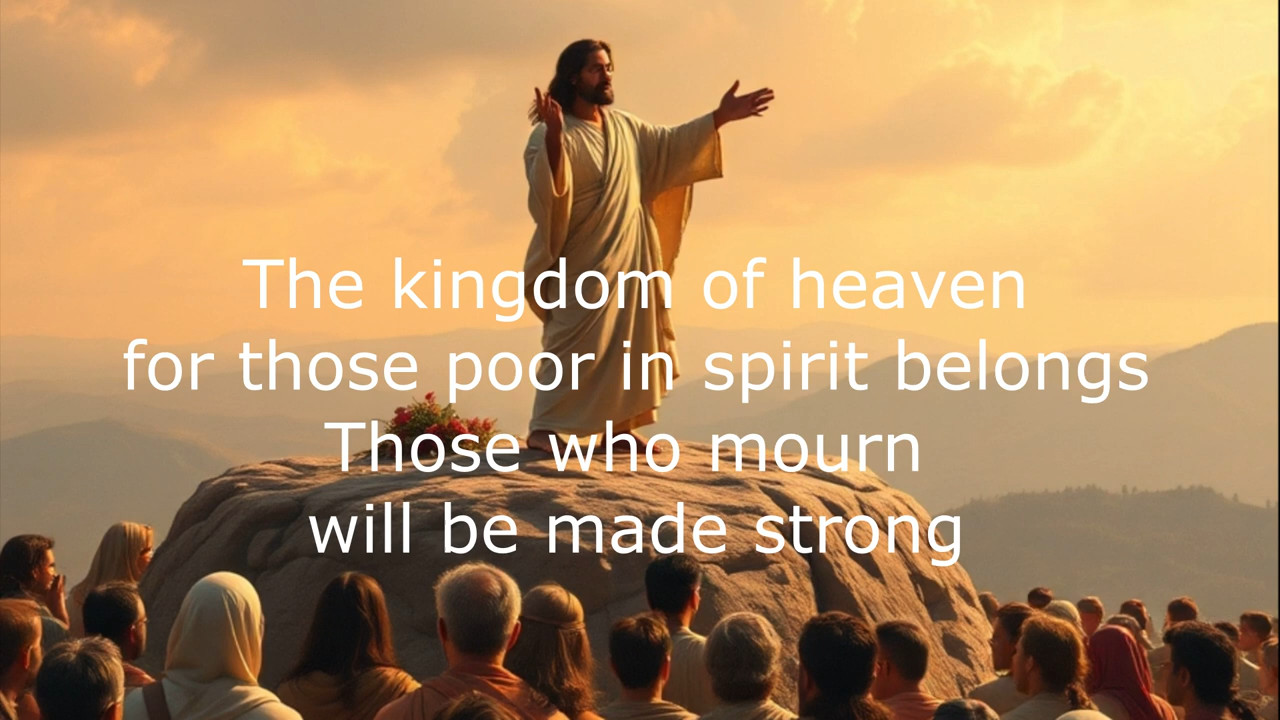 The kingdom of heaven
for those poor in spirit belongs
Those who mourn
will be made strong